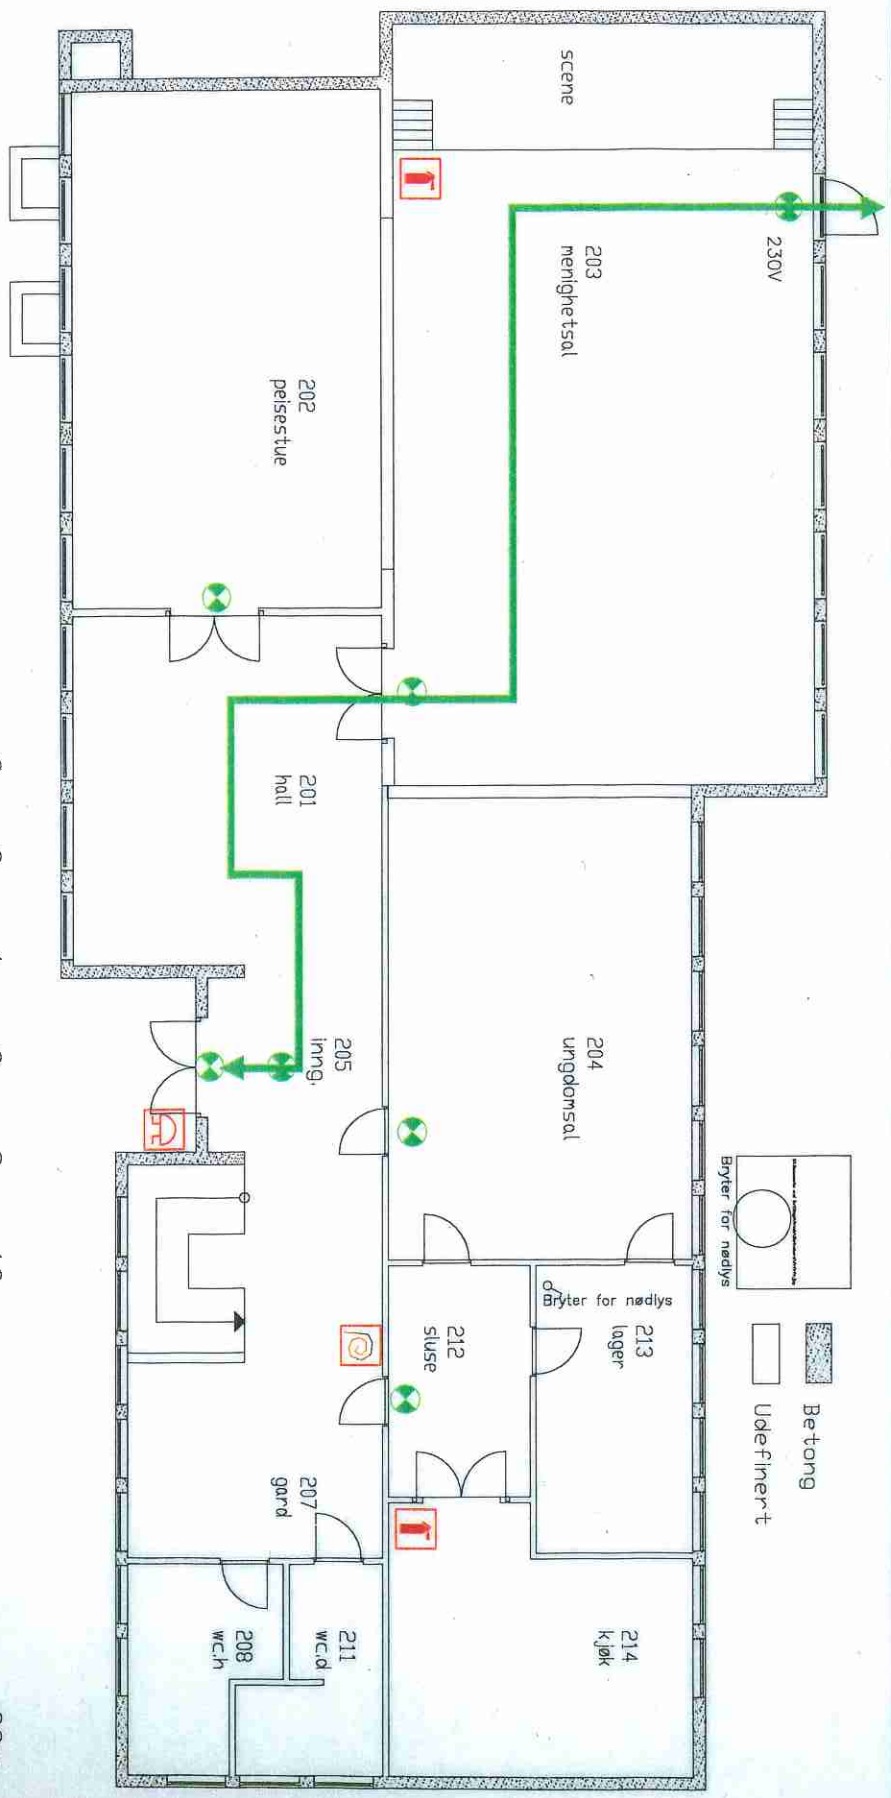 scene
230V
203
menighetsal
202
peisestue
201
hall
205
inng.
204
ungdomsal
Bryter for nødlys
Betong
Udefinert
Bryter for nødlys
213
lager
212
sluse
207
gard
214
kjøk
211
wc.d
208
wc.h